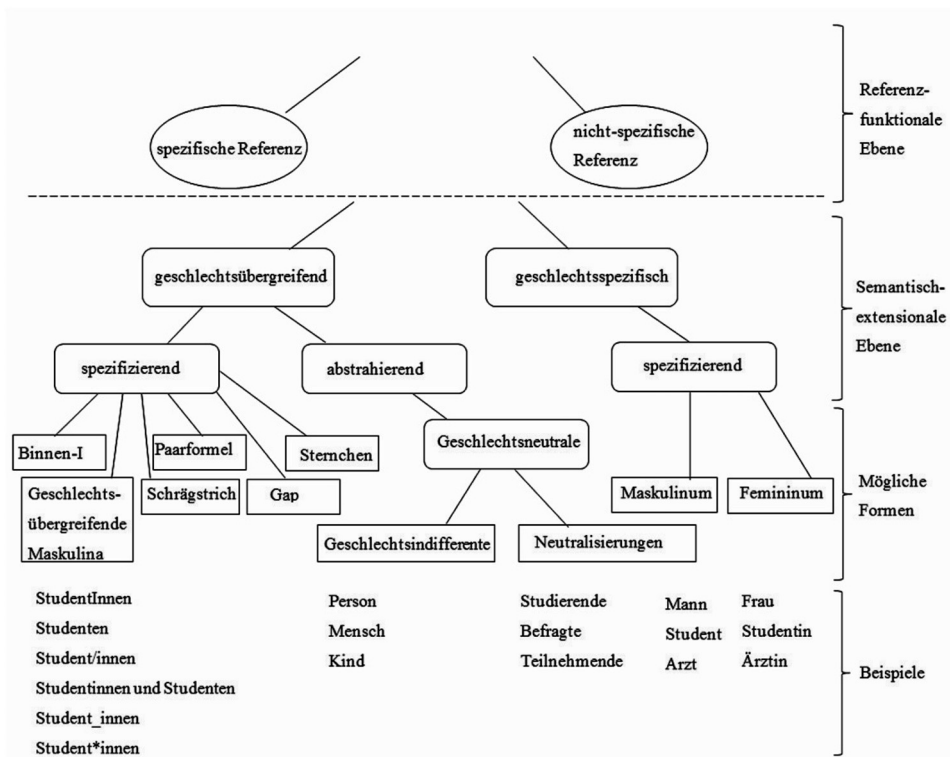 Referenz-
funktionale
Ebene
spezifische Referenz
nicht-spezifische
Referenz
geschlechtsübergreifend
geschlechtsspezifisch
Semantisch-
extensionale
Ebene
spezifizierend
abstrahierend
spezifizierend
Binnen-I
Paarformel
Sternchen
Geschlechtsneutrale
Geschlechts-
übergreifende
Maskulina
Schrägstrich
Gap
Maskulinum
Femininum
Mögliche
Formen
Geschlechtsindifferente
Neutralisierungen
StudentInnen
Studenten
Student/innen
Studentinnen und Studenten
Student_innen
Student*innen
Person
Mensch
Kind
Studierende
Befragte
Teilnehmende
Mann
Student
Arzt
Frau
Studentin
Ärztin
Beispiele